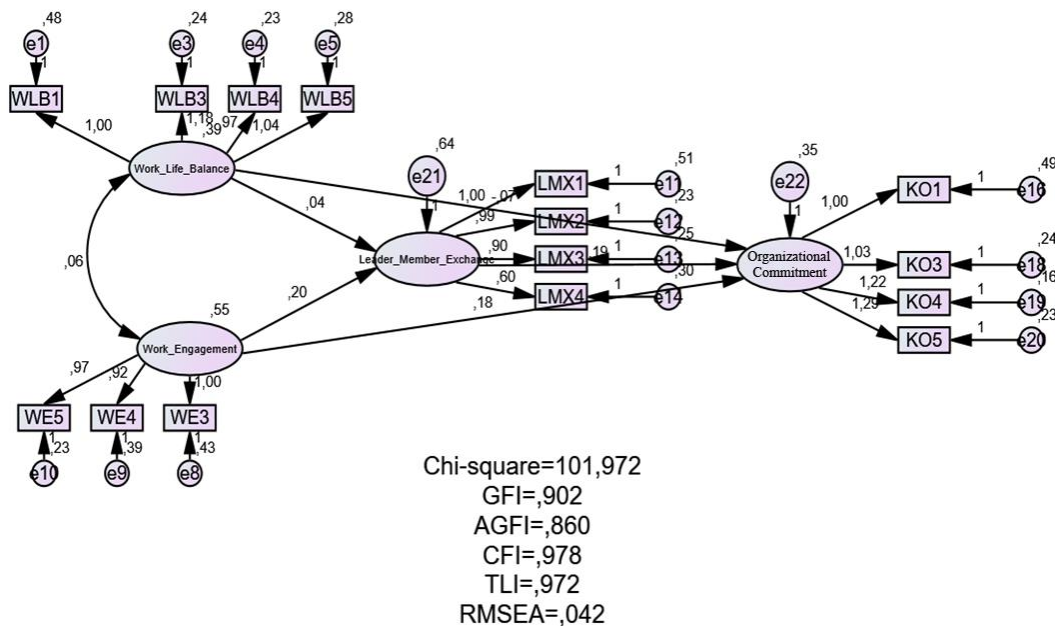 ,48
,24
,23
,28
e1
e3
e4
e5
1
1
1
1
WLB1
WLB3
WLB4
WLB5
1,00
1,18
,39
,97
1,04
Work_Life_Balance
,64
e21
1
,04
,06
,20
,55
Work_Engagement
Leader_Member_Exchange
1,00
-,07
,99
,90
,19
,60
,18
LMX1
LMX2
LMX3
LMX4
1
1
1
1
,51
e11
,23
e12
,25
e13
,30
e14
,35
e22
1
Organizational
Commitment
1,00
1,03
1,22
1,29
KO1
KO3
KO4
KO5
1
1
1
1
,49
e16
,24
e18
,16
e19
,23
e20
,97
,92
1,00
WE5
WE4
WE3
1
,23
1
,39
1
,43
e10
e9
e8
Chi-square=101,972
GFI=,902
AGFI=,860
CFI=,978
TLI=,972
RMSEA=,042